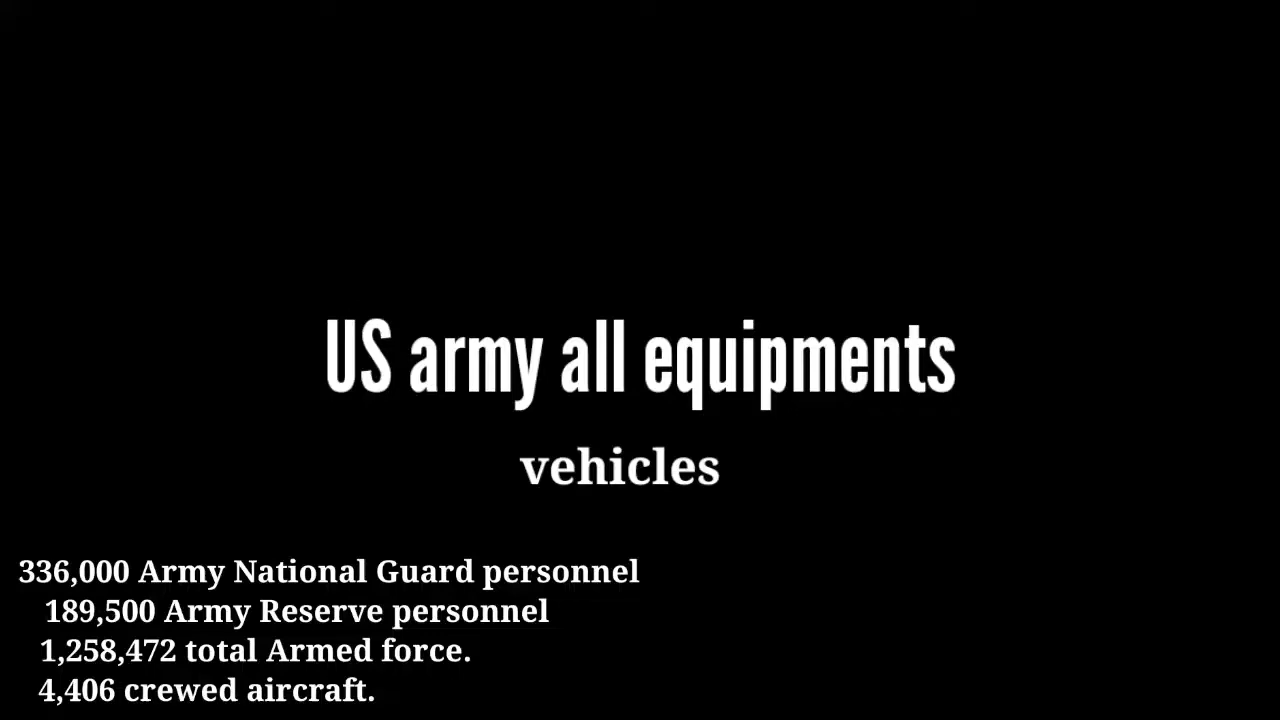 US army all equipments
vehicles
336,000 Army National Guard personnel
189,500 Army Reserve personnel
1,258,472 total Armed force.
4,406 crewed aircraft.